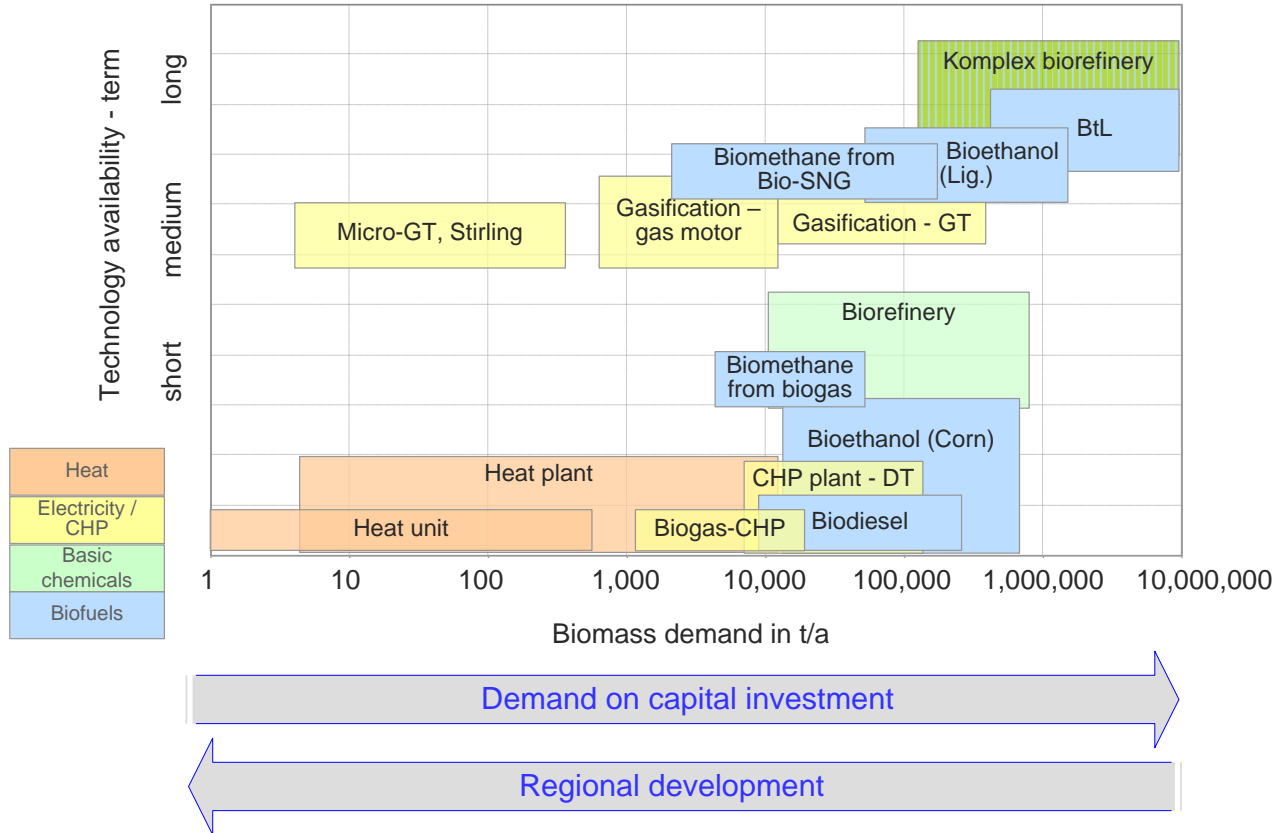 Technology availability - term
long
medium
short
Komplex biorefinery
BtL
Biomethane from
Bio-SNG
Bioethanol
(Lig.)
Gasification –
gas motor
Gasification - GT
Micro-GT, Stirling
Biorefinery
Biomethane
from biogas
Bioethanol (Corn)
Heat plant
CHP plant - DT
Heat unit
Biogas-CHP
Biodiesel
Heat
Electricity /
CHP
Basic
chemicals
Biofuels
1
10
100
1,000
10,000
100,000
1,000,000
10,000,000
Biomass demand in t/a
Demand on capital investment
Regional development